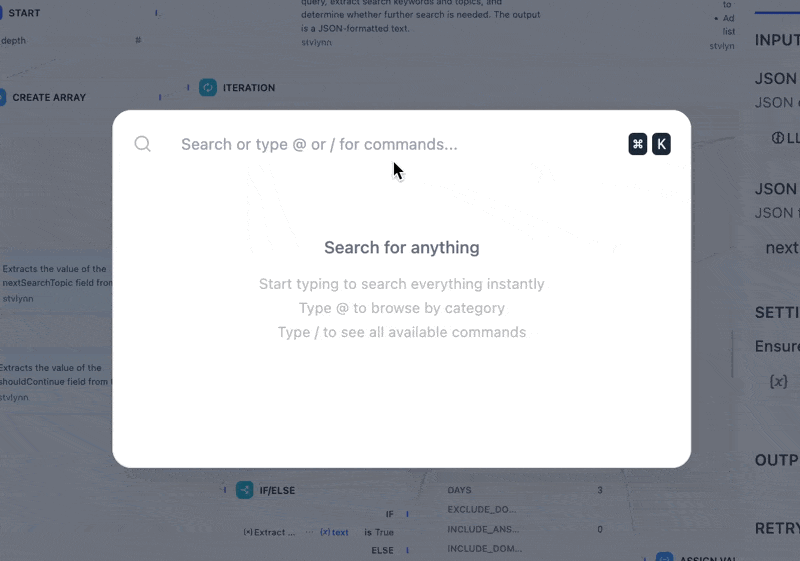 query, extract search keywords and topics, and
determine whether further search is needed. The output
is a JSON-formatted text.
stvlynn
to
• Ad
list
stvlynn
START
depth
CREATE ARRAY
ITERATION
INPUT
JSON
JSON
LL
JSON
JSON
next
SETTI
Ensure
{x}
OUTP
RETRY
Search or type @ or / for commands...
⌘ K
Search for anything
Start typing to search everything instantly
Type @ to browse by category
Type / to see all available commands
Extracts the value of the
nextSearchTopic field from
stvlynn
Extracts the value of the
shouldContinue field from
stvlynn
IF/ELSE
IF
{x} Extract ... {x} text is True
ELSE
DAYS 3
EXCLUDE_DO...
INCLUDE_ANS... 0
INCLUDE_DOM...
ASSIGN VAL